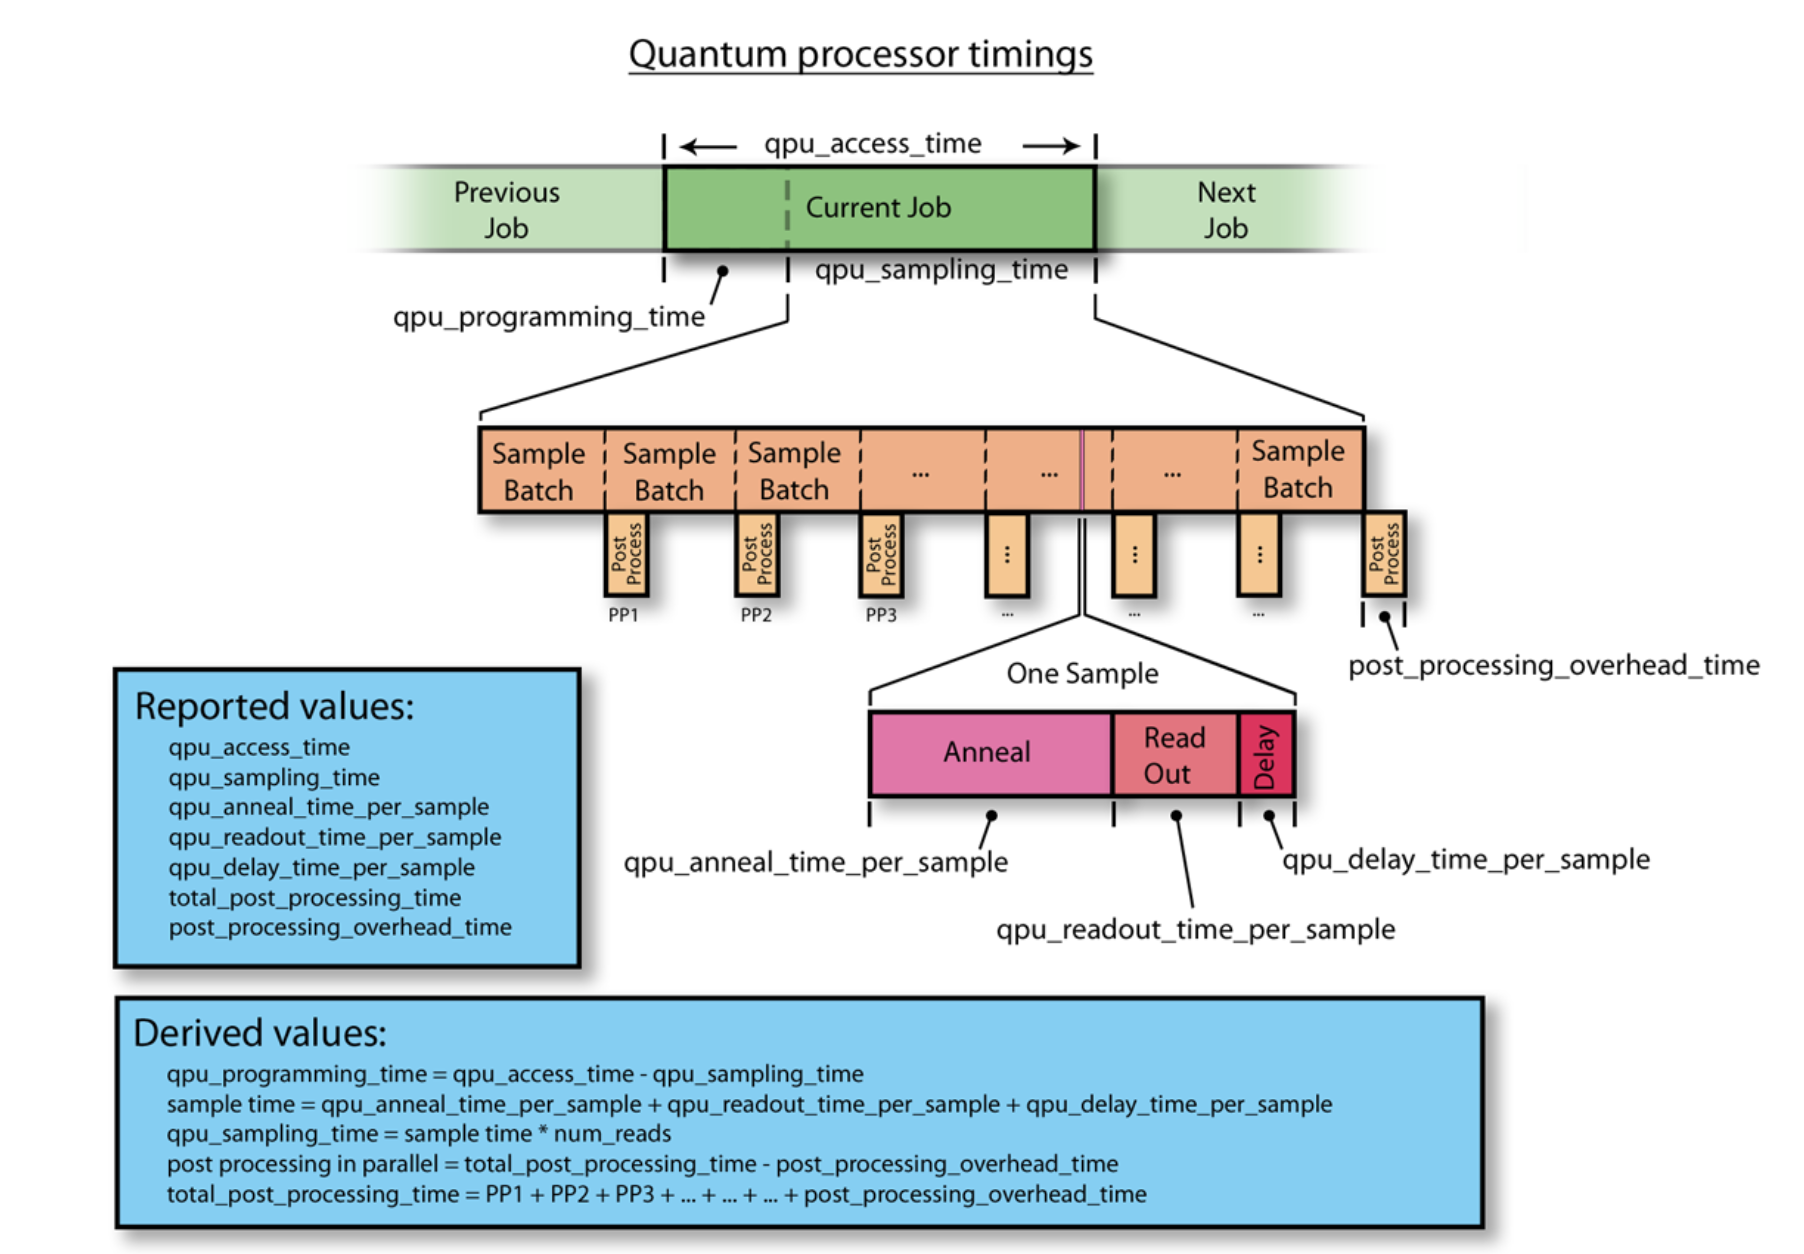 Quantum processor timings
qpu_access_time
Previous
Job
Current Job
Next
Job
qpu_sampling_time
qpu_programming_time
Sample
Batch
Sample
Batch
Sample
Batch
...
...
...
Sample
Batch
Post
Process
Post
Process
Post
Process
...
...
...
Post
Process
PP1
PP2
PP3
...
...
...
post_processing_overhead_time
One Sample
Anneal
Read
Out
Delay
qpu_anneal_time_per_sample
qpu_delay_time_per_sample
qpu_readout_time_per_sample
Reported values:
qpu_access_time
qpu_sampling_time
qpu_anneal_time_per_sample
qpu_readout_time_per_sample
qpu_delay_time_per_sample
total_post_processing_time
post_processing_overhead_time
Derived values:
qpu_programming_time = qpu_access_time - qpu_sampling_time
sample time = qpu_anneal_time_per_sample + qpu_readout_time_per_sample + qpu_delay_time_per_sample
qpu_sampling_time = sample time * num_reads
post processing in parallel = total_post_processing_time - post_processing_overhead_time
total_post_processing_time = PP1 + PP2 + PP3 + ... + ... + ... + post_processing_overhead_time